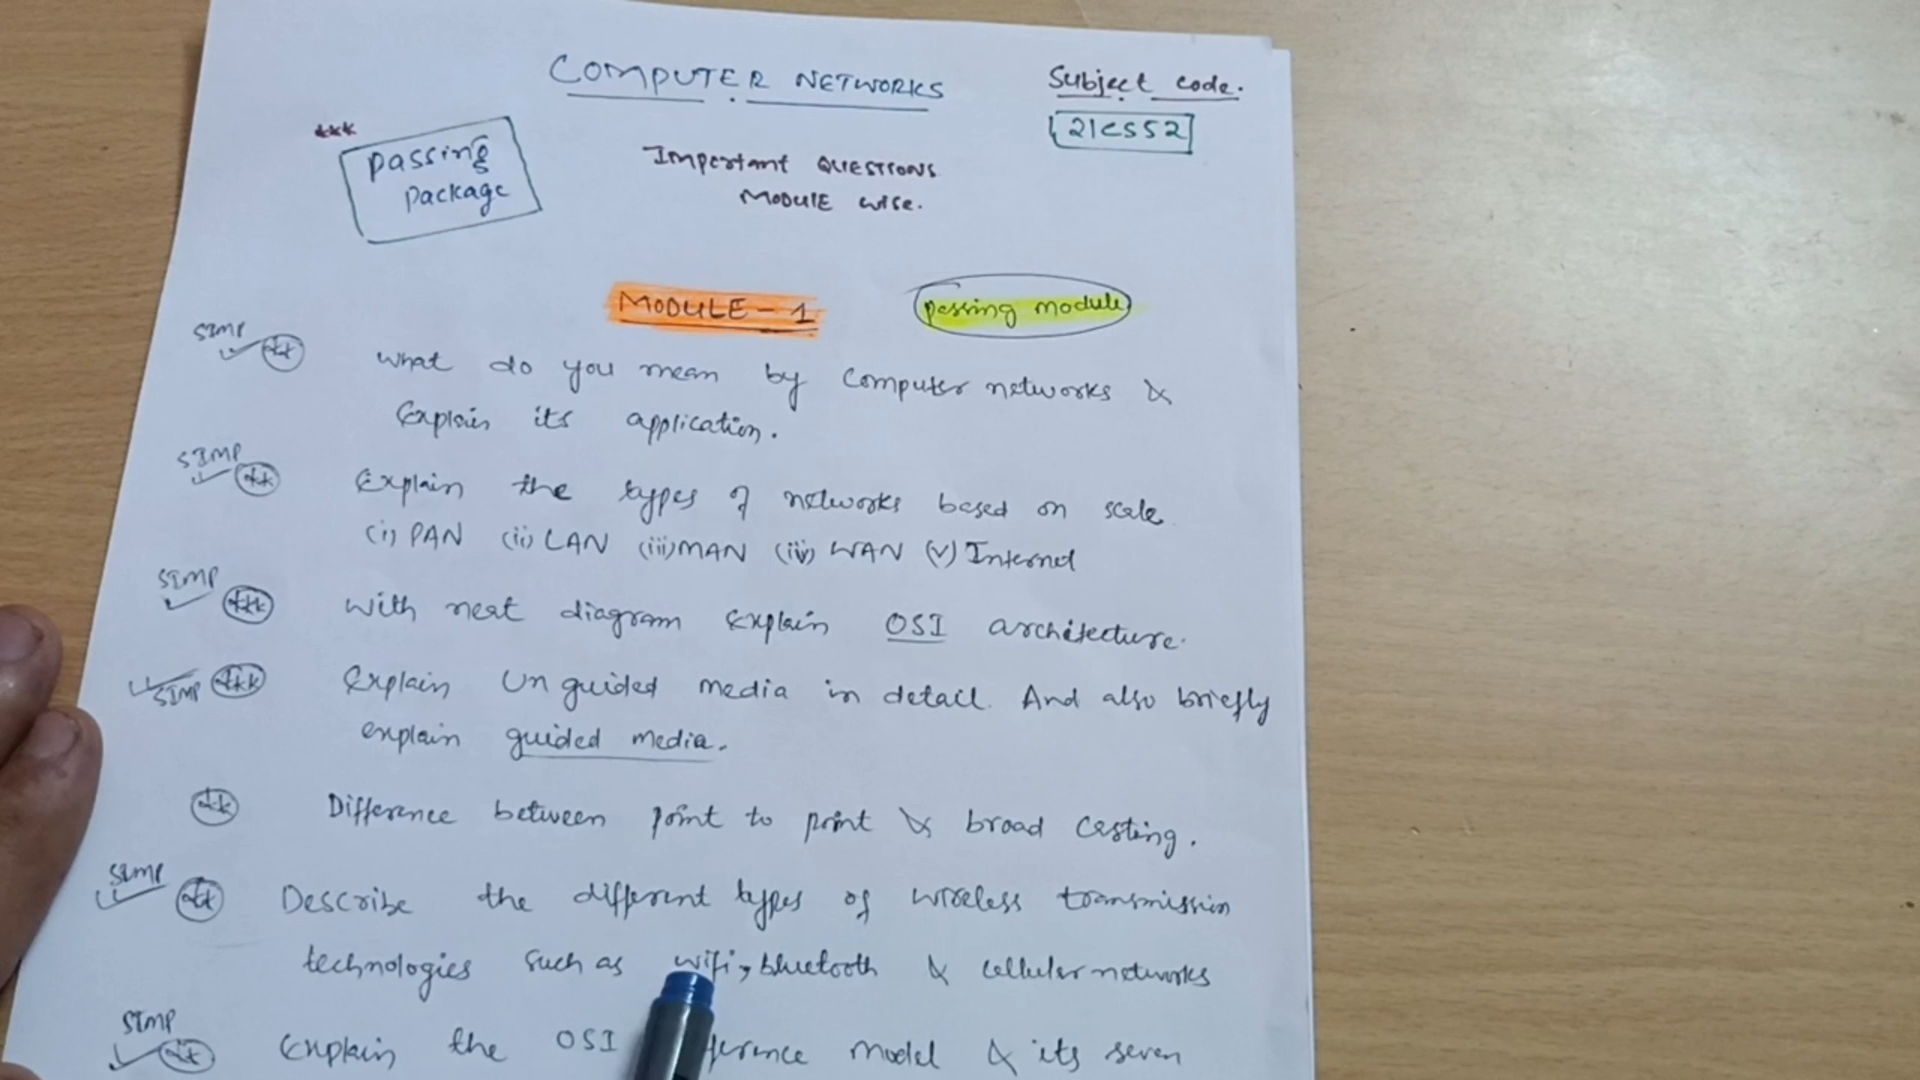 COMPUTER NETWORKS
Subject code.
21CS52
***
passing
package
Important QUESTIONS
MODULE wise.
MODULE - 1
passing module
SIMP
** What do you mean by Computer networks &
Explain its application.
SIMP
** Explain the types of networks based on scale
(i) PAN (ii) LAN (iii) MAN (iv) WAN (v) Internet
SIMP
*** With neat diagram explain OSI architecture.
SIMP *** Explain Unguided media in detail. And also briefly
explain guided media.
** Difference between point to point & broad casting.
SIMP
** Describe the different types of wireless transmission
technologies such as wifi, bluetooth & cellular networks
SIMP
** Explain the OSI ference model & its seven